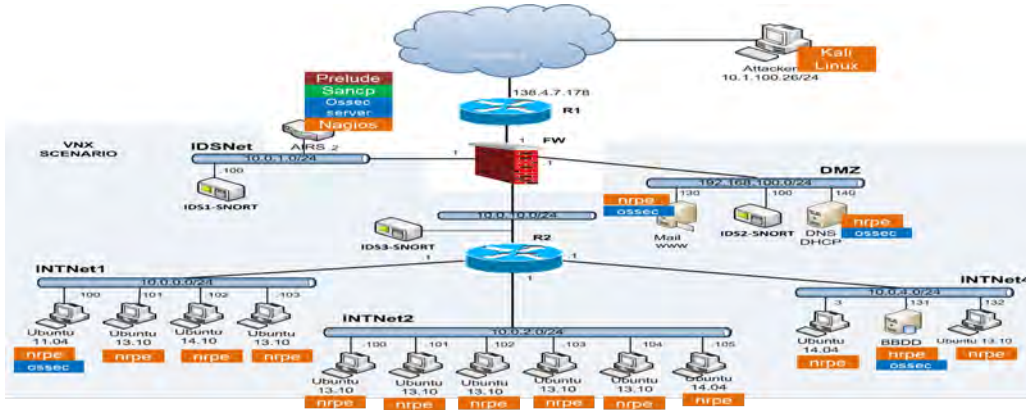 Kali
Linux
Attacker
10.1.100.26/24
Prelude
Sancp
Ossec
server
Nagios
138.4.7.178
R1
VNX
SCENARIO
AIRS .2
IDSNet
10.0.1.0/24
1
1
FW
.1
.100
IDS1-SNORT
DMZ
192.168.100.0/24
130
100
140
nrpe
ossec
Mail
www
IDS2-SNORT
DNS
DHCP
nrpe
ossec
10.0.10.0/24
IDS3-SNORT
R2
1
.1
1
INTNet1
10.0.0.0/24
.100
.101
.102
.103
Ubuntu
11.04
nrpe
ossec
Ubuntu
13.10
nrpe
Ubuntu
14.10
nrpe
Ubuntu
13.10
nrpe
INTNet2
10.0.2.0/24
.100
.101
.102
.103
.104
.105
Ubuntu
13.10
nrpe
Ubuntu
13.10
nrpe
Ubuntu
13.10
nrpe
Ubuntu
13.10
nrpe
Ubuntu
13.10
nrpe
Ubuntu
14.04
nrpe
INTNet4
10.0.4.0/24
.3
131
132
Ubuntu
14.04
nrpe
BBDD
nrpe
ossec
Ubuntu 13.10
nrpe